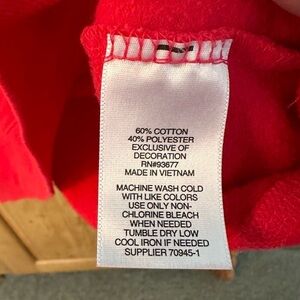 60% COTTON
40% POLYESTER
EXCLUSIVE OF
DECORATION
RN#93677
MADE IN VIETNAM
MACHINE WASH COLD
WITH LIKE COLORS
USE ONLY NON-
CHLORINE BLEACH
WHEN NEEDED
TUMBLE DRY LOW
COOL IRON IF NEEDED
SUPPLIER 70945-1